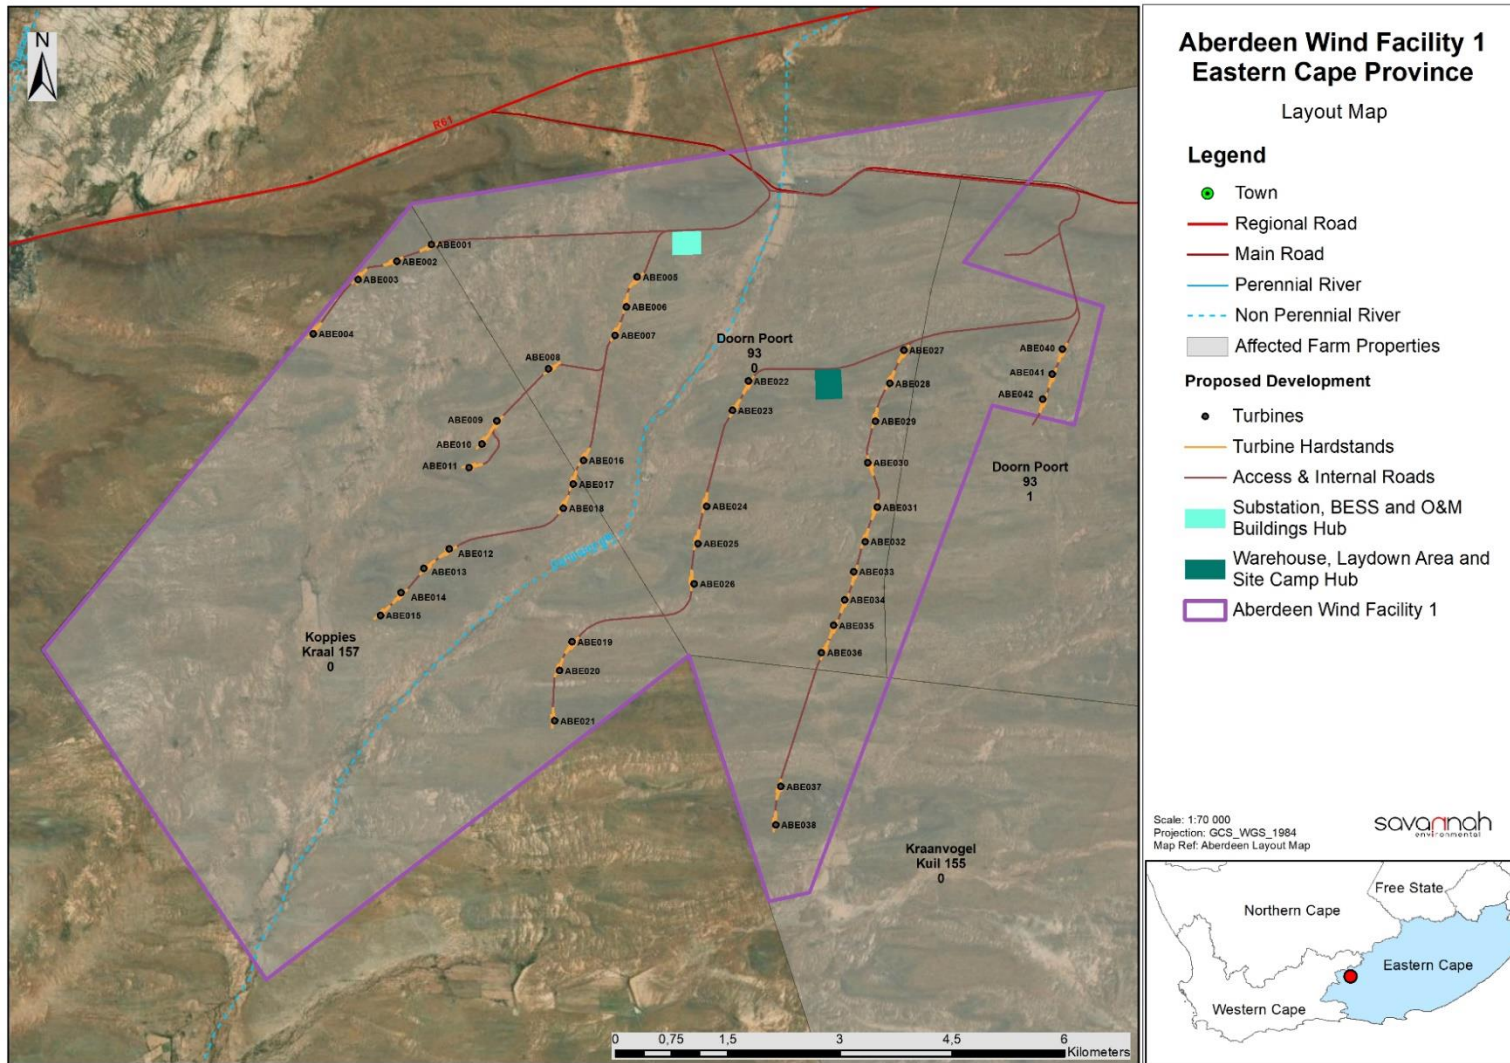 N
R61
ABE001
ABE002
ABE003
ABE004
ABE005
ABE006
ABE007
ABE008
ABE009
ABE010
ABE011
ABE016
ABE017
ABE018
ABE012
ABE013
ABE014
ABE015
Koppies
Kraal 157
0
ABE019
ABE020
ABE021
Doorn Poort
93
0
ABE022
ABE023
ABE024
ABE025
ABE026
ABE027
ABE028
ABE029
ABE030
ABE031
ABE032
ABE033
ABE034
ABE035
ABE036
ABE037
ABE038
ABE040
ABE041
ABE042
Doorn Poort
93
1
Kraanvogel
Kuil 155
0
0 0,75 1,5 3 4,5 6
Kilometers
Aberdeen Wind Facility 1
Eastern Cape Province
Layout Map
Legend
Town
Regional Road
Main Road
Perennial River
Non Perennial River
Affected Farm Properties
Proposed Development
Turbines
Turbine Hardstands
Access & Internal Roads
Substation, BESS and O&M
Buildings Hub
Warehouse, Laydown Area and
Site Camp Hub
Aberdeen Wind Facility 1
Scale: 1:70 000
Projection: GCS_WGS_1984
Map Ref: Aberdeen Layout Map
savannah
environmental
Free State
Northern Cape
Eastern Cape
Western Cape